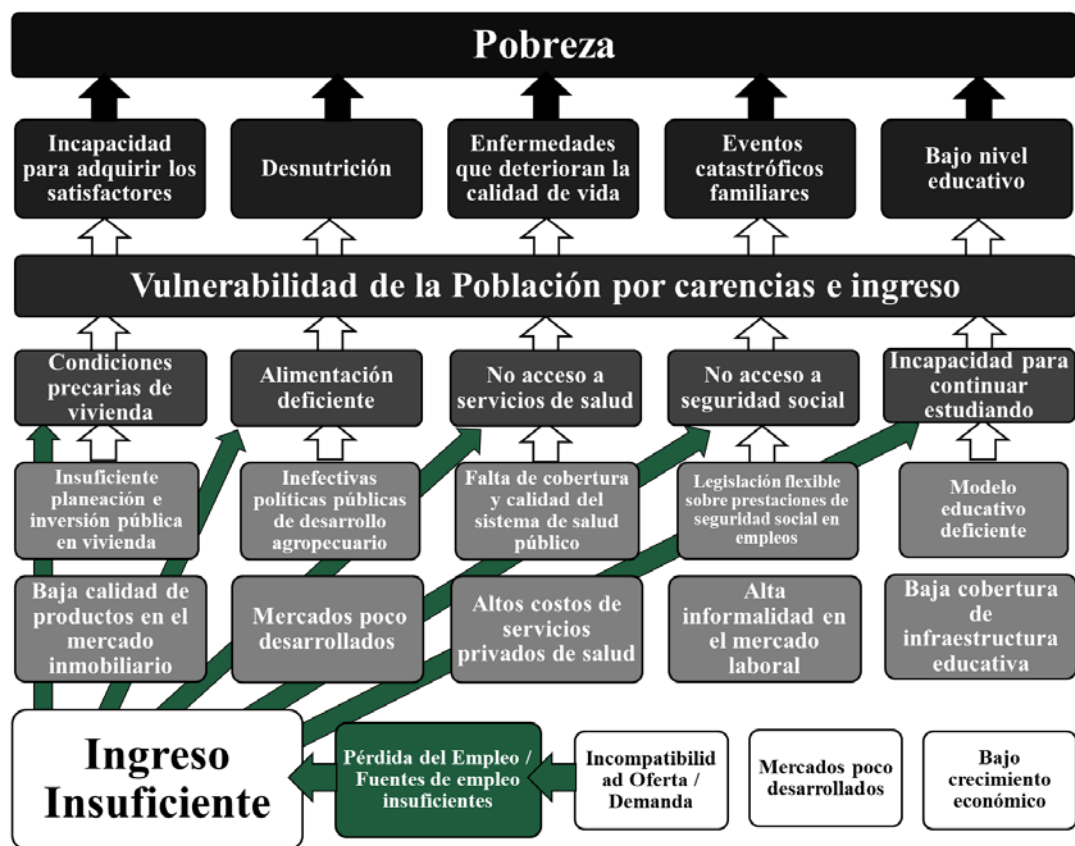 Pobreza
Incapacidad
para adquirir los
satisfactores
Desnutrición
Enfermedades
que deterioran la
calidad de vida
Eventos
catastróficos
familiares
Bajo nivel
educativo
Vulnerabilidad de la Población por carencias e ingreso
Condiciones
precarias de
vivienda
Alimentación
deficiente
No acceso a
servicios de salud
No acceso a
seguridad social
Incapacidad para
continuar
estudiando
Insuficiente
planeación e
inversión pública
en vivienda
Inefectivas
políticas públicas
de desarrollo
agropecuario
Falta de cobertura
y calidad del
sistema de salud
público
Legislación flexible
sobre prestaciones de
seguridad social en
empleos
Modelo
educativo
deficiente
Baja calidad de
productos en el
mercado
inmobiliario
Mercados poco
desarrollados
Altos costos de
servicios
privados de salud
Alta
informalidad en
el mercado
laboral
Baja cobertura
de
infraestructura
educativa
Ingreso
Insuficiente
Pérdida del Empleo /
Fuentes de empleo
insuficientes
Incompatibilid
ad Oferta /
Demanda
Mercados poco
desarrollados
Bajo
crecimiento
económico